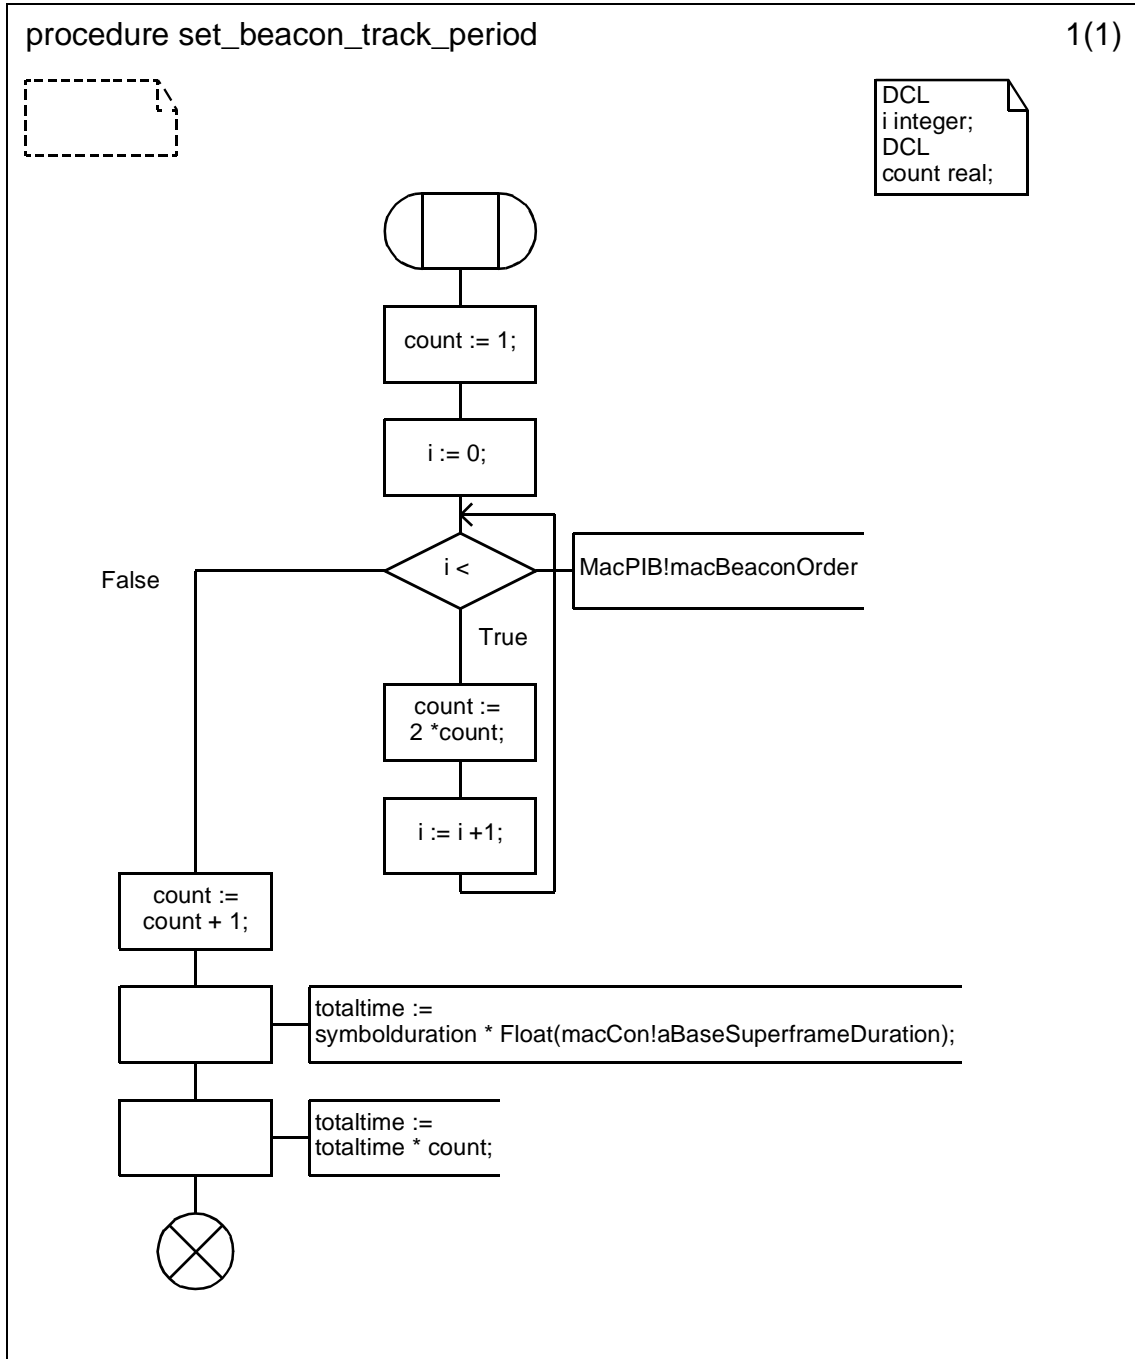 procedure set_beacon_track_period
1(1)
DCL
i integer;
DCL
count real;
count := 1;
i := 0;
i <
MacPIB!macBeaconOrder
False
True
count :=
2 *count;
i := i +1;
count :=
count + 1;
totaltime :=
symbolduration * Float(macCon!aBaseSuperframeDuration);
totaltime :=
totaltime * count;